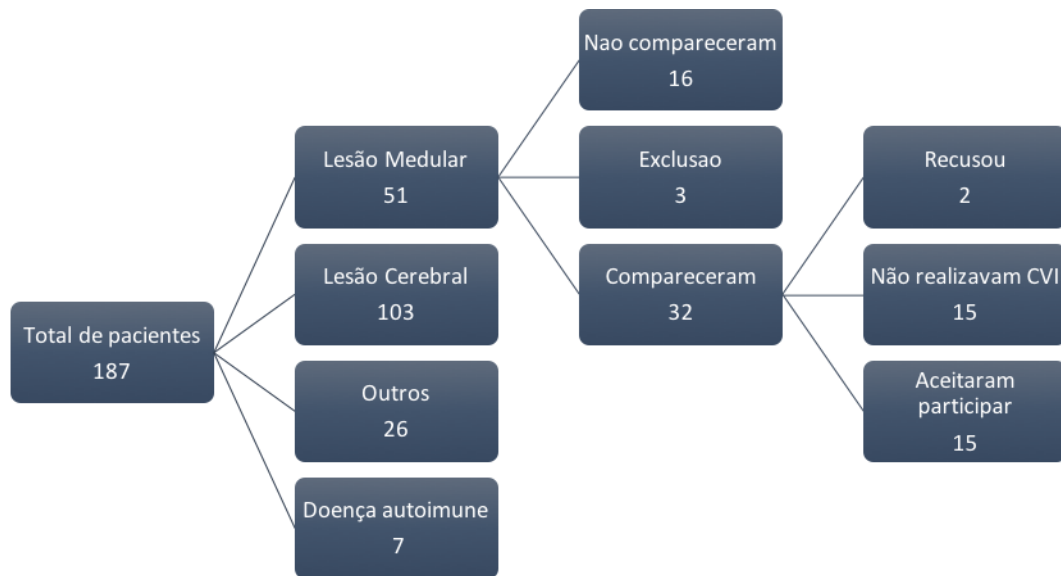 Total de pacientes
187
Lesão Medular
51
Lesão Cerebral
103
Outros
26
Doença autoimune
7
Nao compareceram
16
Exclusao
3
Compareceram
32
Recusou
2
Não realizavam CVI
15
Aceitaram
participar
15